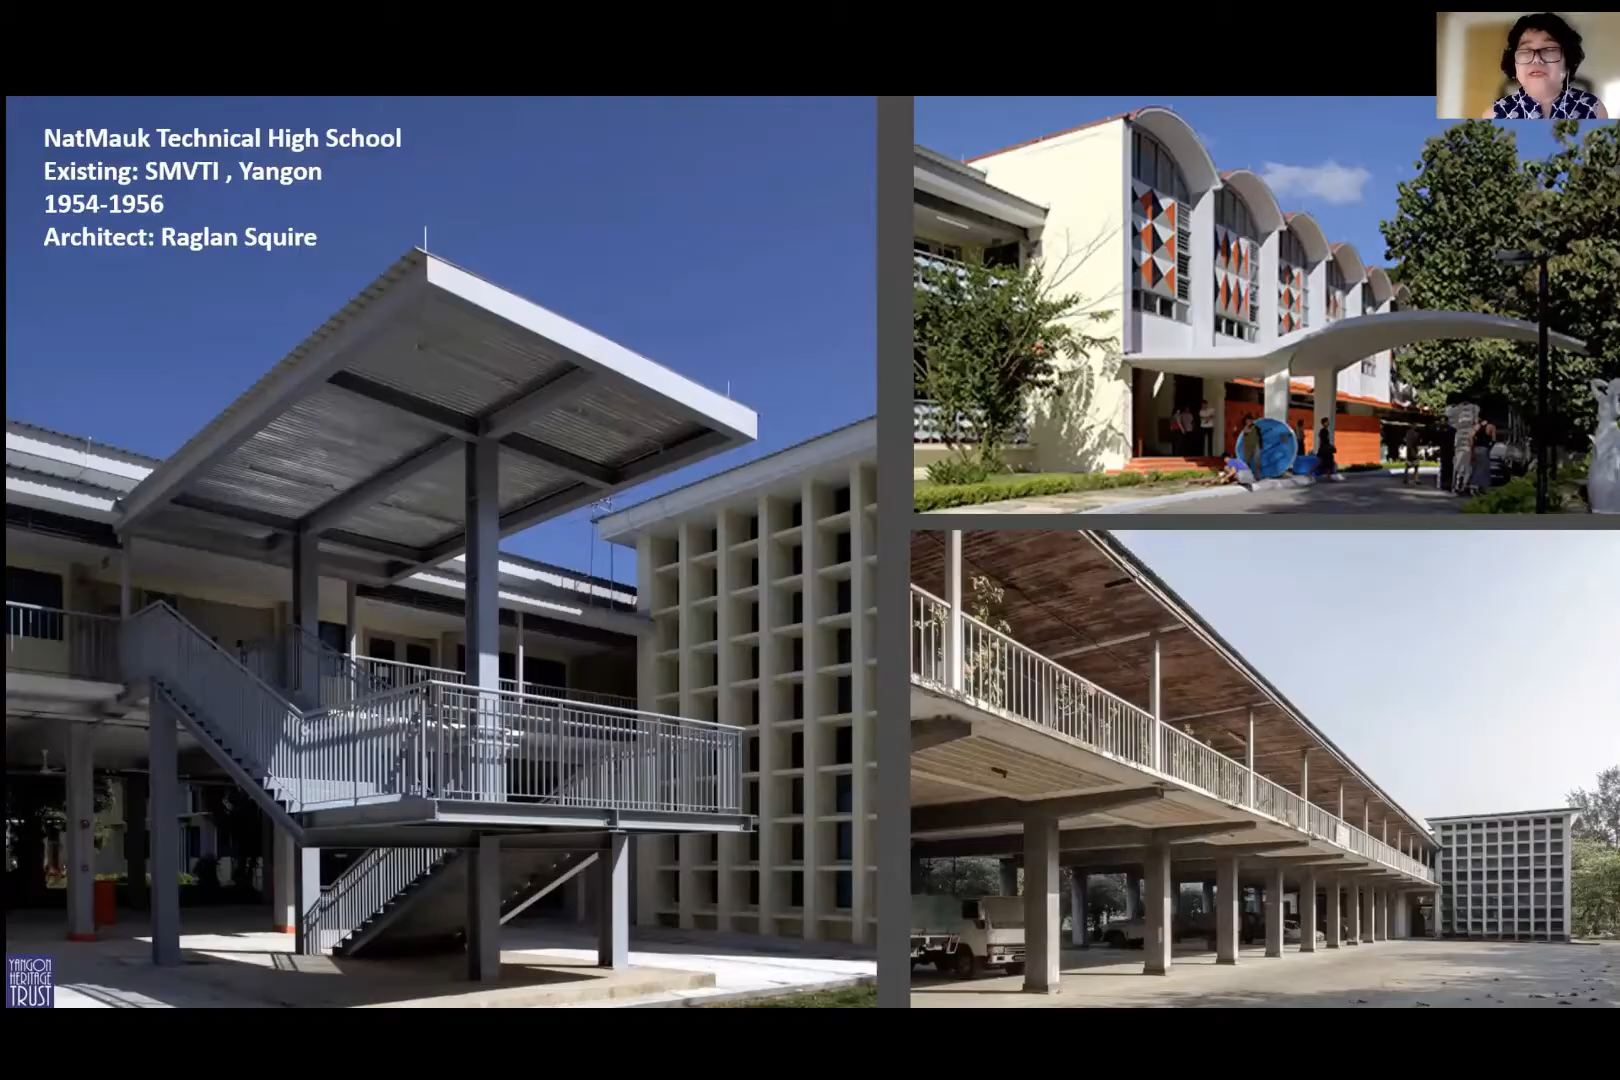 NatMauk Technical High School
Existing: SMVTI , Yangon
1954-1956
Architect: Raglan Squire
YANGON
HERITAGE
TRUST